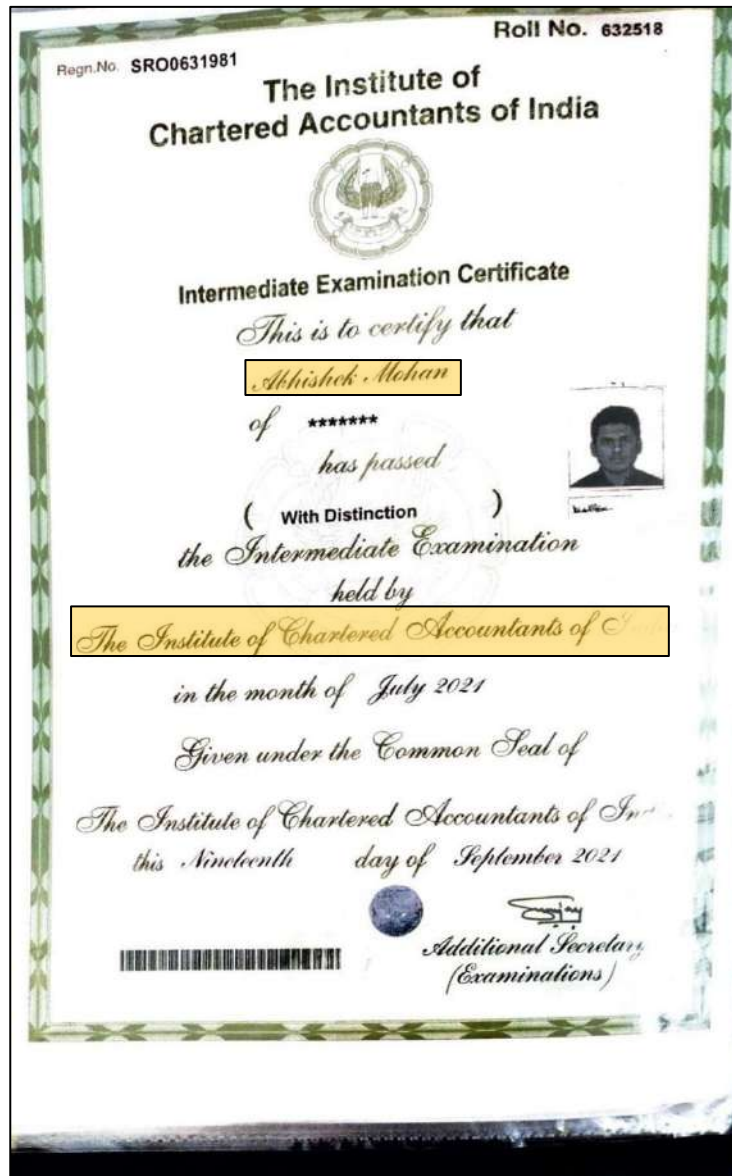 Roll No. 632518
Regn.No. SRO0631981
The Institute of
Chartered Accountants of India
Intermediate Examination Certificate
This is to certify that
Abhishek Mohan
of *******
has passed
( With Distinction )
the Intermediate Examination
held by
The Institute of Chartered Accountants of
in the month of July 2021
Given under the Common Seal of
The Institute of Chartered Accountants of
this Nineteenth day of September 2021
Additional Secretary
(Examinations)